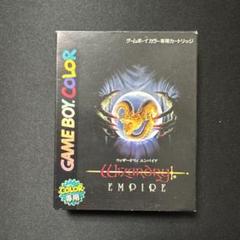 ゲームボーイカラー専用カートリッジ
GAME BOY COLOR
COLOR
専用
ウィザードリィ エンパイア
Wizardry!
EMPIRE